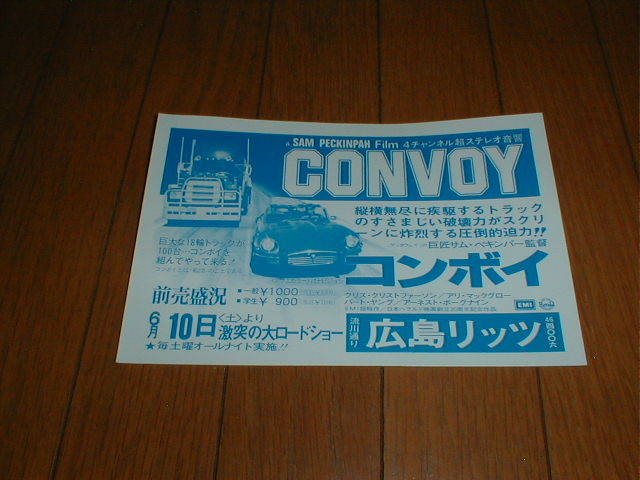 A SAM PECKINPAH Film 4チャンネル超ステレオ音響
CONVOY
縦横無尽に疾駆するトラック
のすさまじい破壊力がスクリ
ーンに炸烈する圧倒的迫力!!
巨匠サム・ペキンパー監督
コンボイ
巨大な18輪トラックが
100台…コンボイを
組んでやって来る!
クリス・クリストファーソン/アリ・マックグロー
バート・ヤング/アーネスト・ボーグナイン
EMI
前売盛況
■一般¥1000
■学生¥ 900
6月10日〈土〉より
激突の大ロードショー
★毎土曜オールナイト実施!!
流川通り
広島リッツ
46 四〇〇六